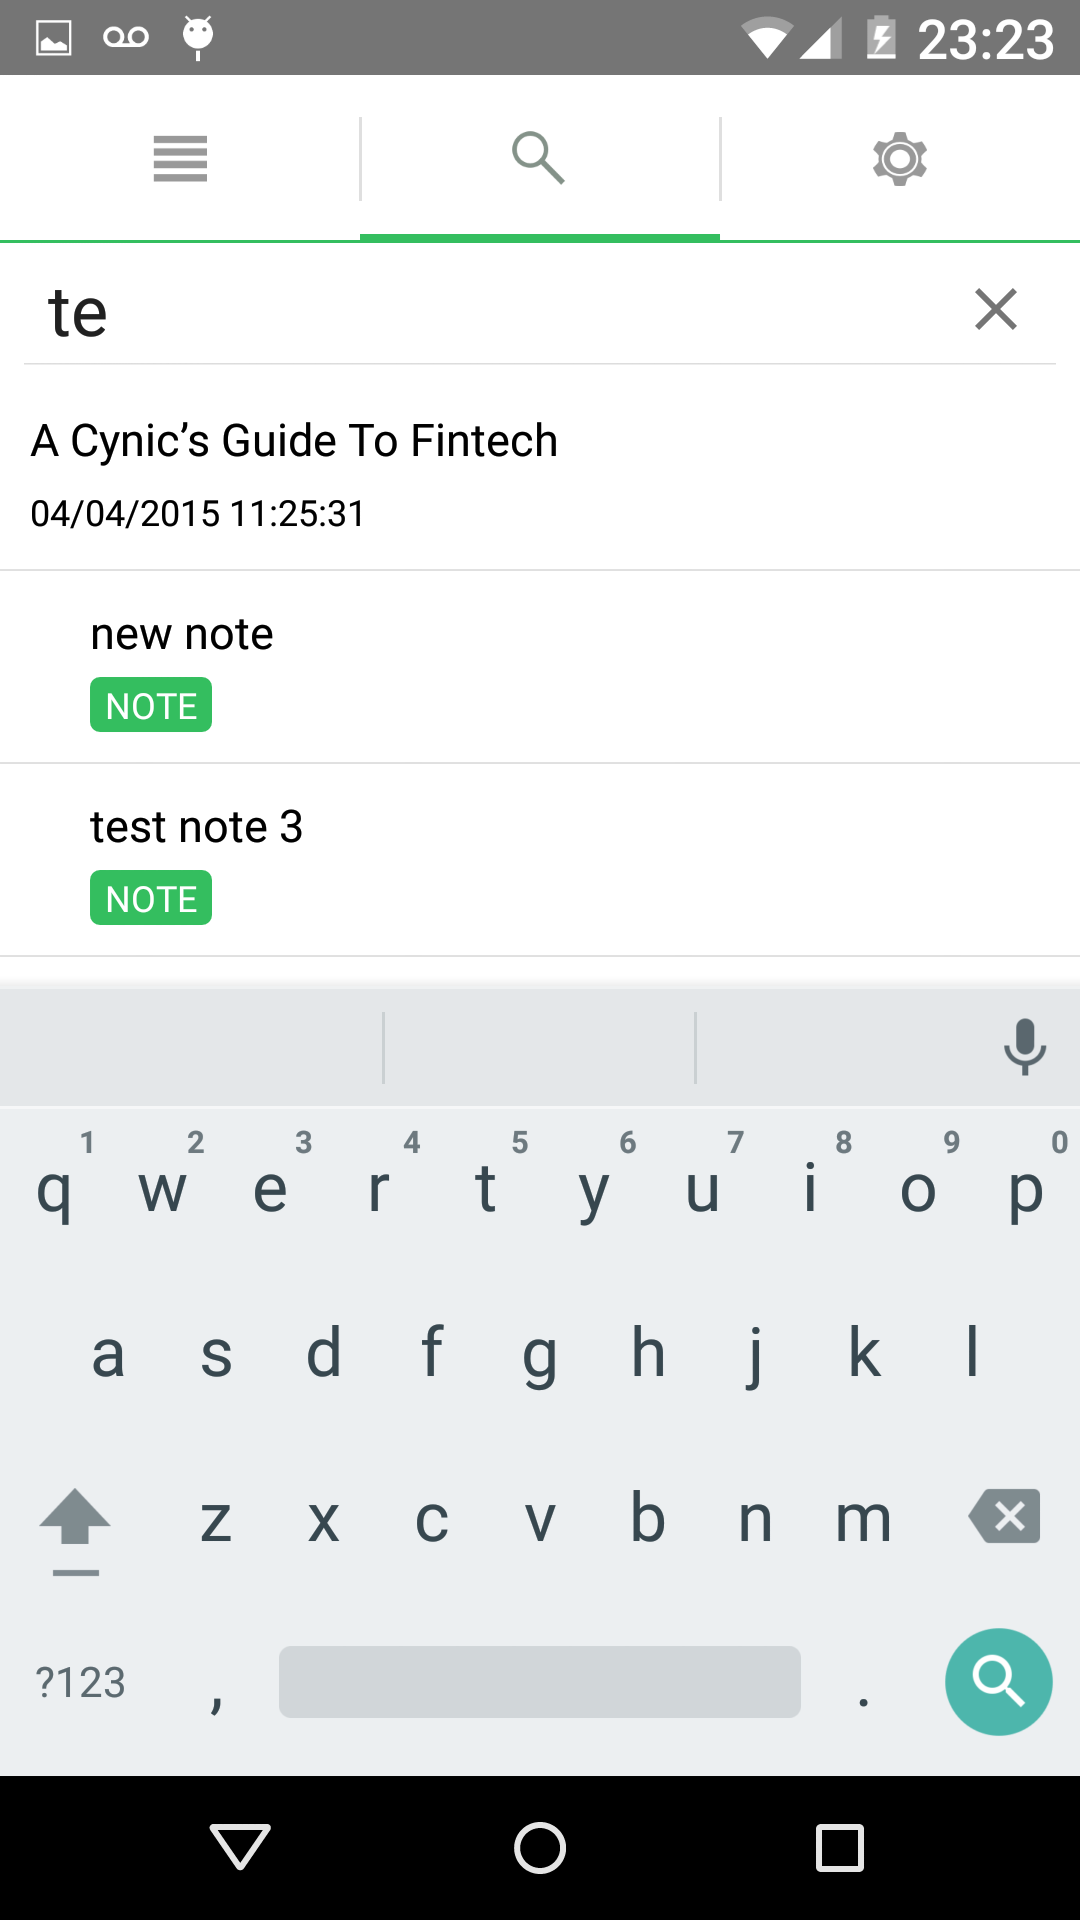 23:23
te
A Cynic’s Guide To Fintech
04/04/2015 11:25:31
new note
NOTE
test note 3
NOTE
1 2 3 4 5 6 7 8 9 0
q w e r t y u i o p
a s d f g h j k l
z x c v b n m
?123 , .